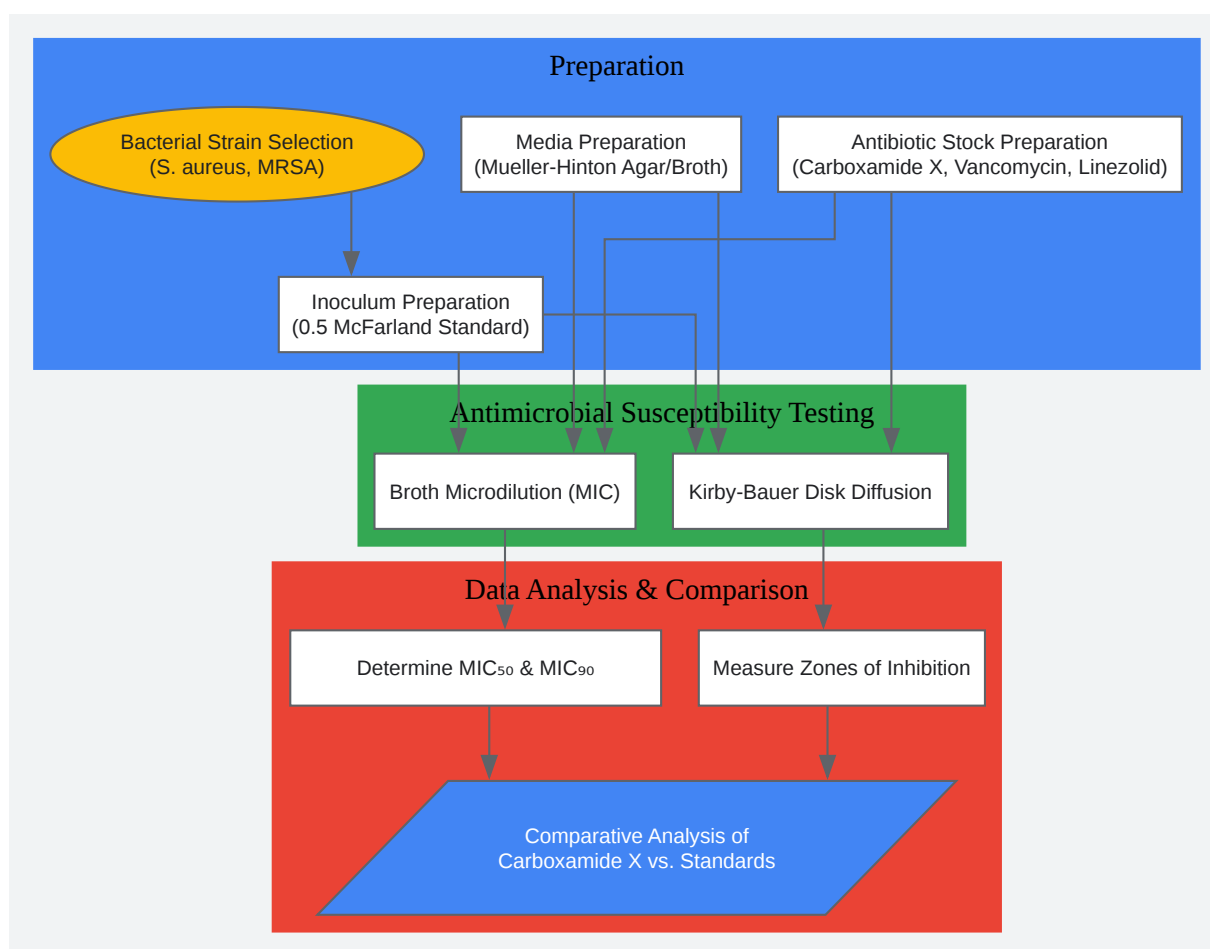 Preparation
Bacterial Strain Selection
(S. aureus, MRSA)
Media Preparation
(Mueller-Hinton Agar/Broth)
Antibiotic Stock Preparation
(Carboxamide X, Vancomycin, Linezolid)
Inoculum Preparation
(0.5 McFarland Standard)
Antimicrobial Susceptibility Testing
Broth Microdilution (MIC)
Kirby-Bauer Disk Diffusion
Data Analysis & Comparison
Determine MIC₅₀ & MIC₉₀
Measure Zones of Inhibition
Comparative Analysis of
Carboxamide X vs. Standards